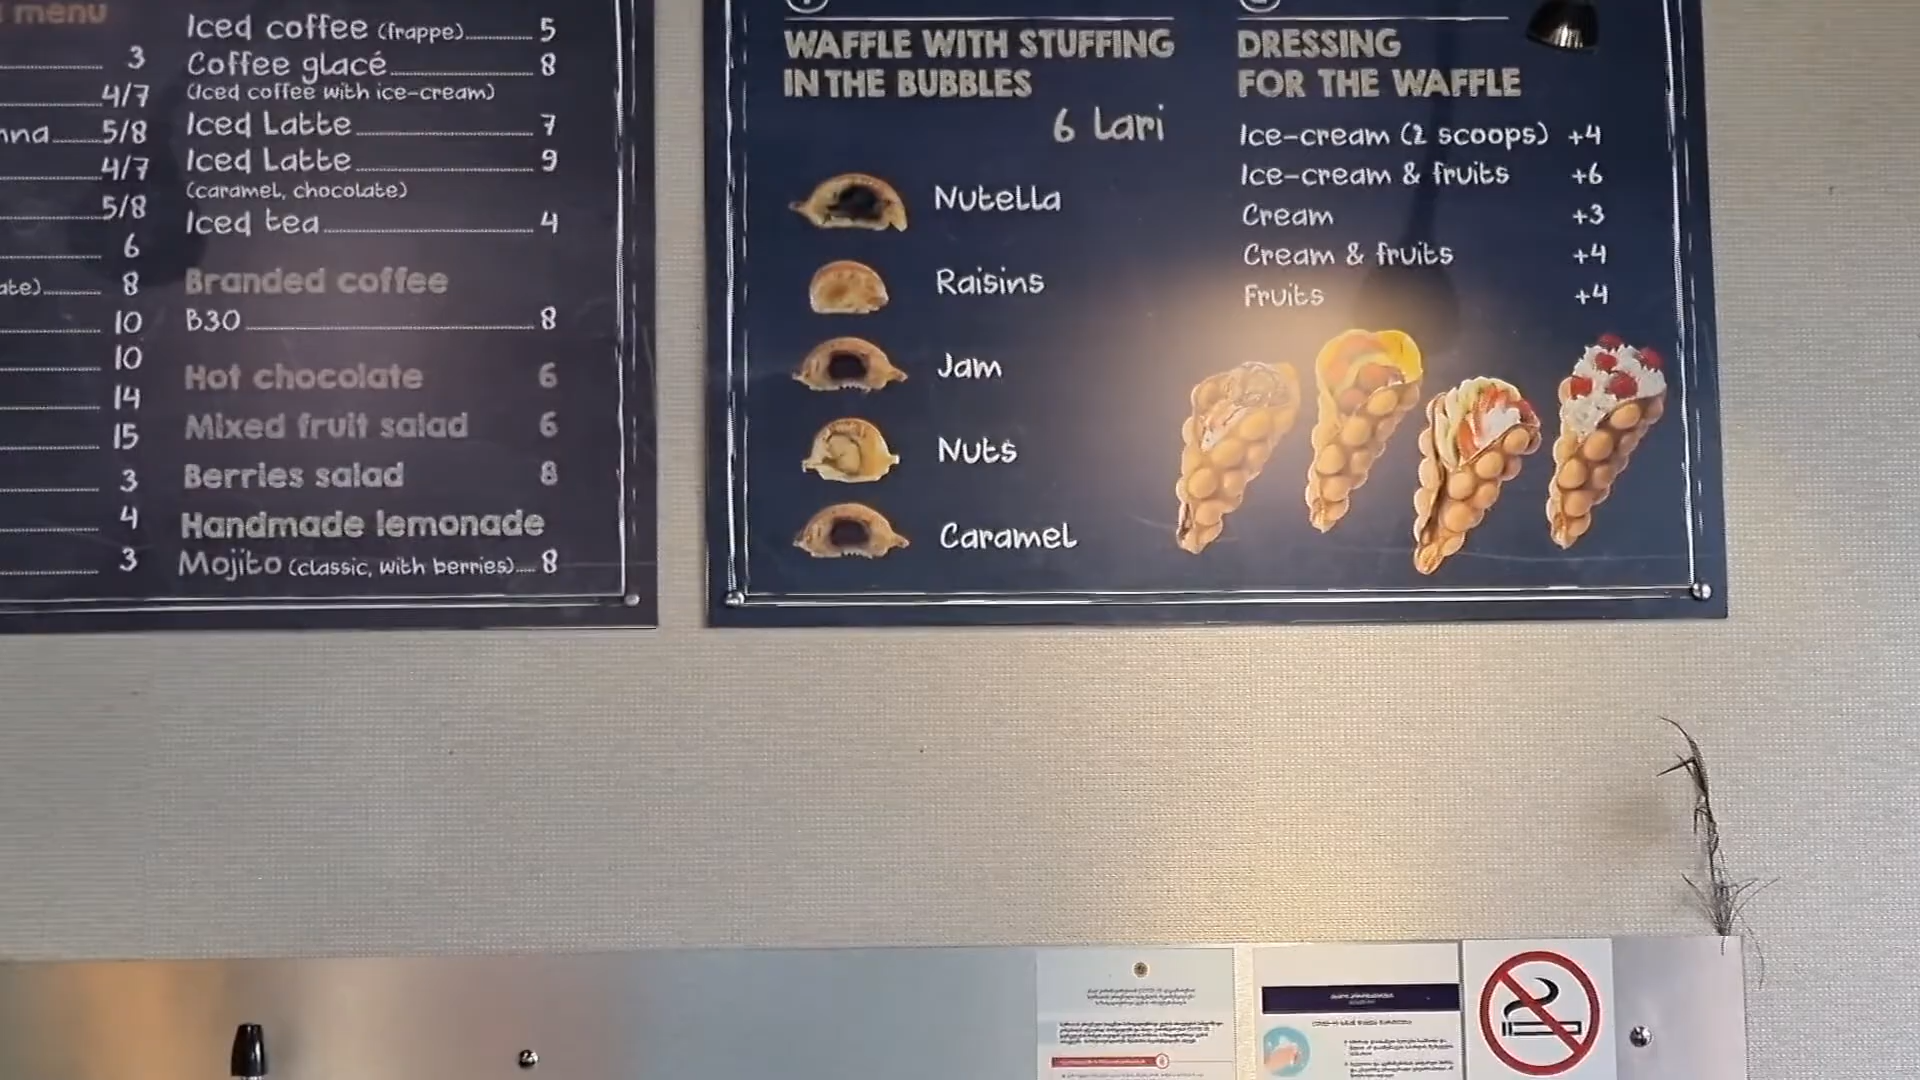 menu
3
4/7
nna 5/8
4/7
5/8
6
ate) 8
10
10
14
15
3
4
3
Iced coffee (frappe) 5
Coffee glacé 8
(Iced coffee with ice-cream)
Iced Latte 7
Iced Latte 9
(caramel, chocolate)
Iced tea 4
Branded coffee
B30 8
Hot chocolate 6
Mixed fruit salad 6
Berries salad 8
Handmade lemonade
Mojito (classic, with berries) 8
WAFFLE WITH STUFFING
IN THE BUBBLES
6 Lari
Nutella
Raisins
Jam
Nuts
Caramel
DRESSING
FOR THE WAFFLE
Ice-cream (2 scoops) +4
Ice-cream & fruits +6
Cream +3
Cream & fruits +4
Fruits +4